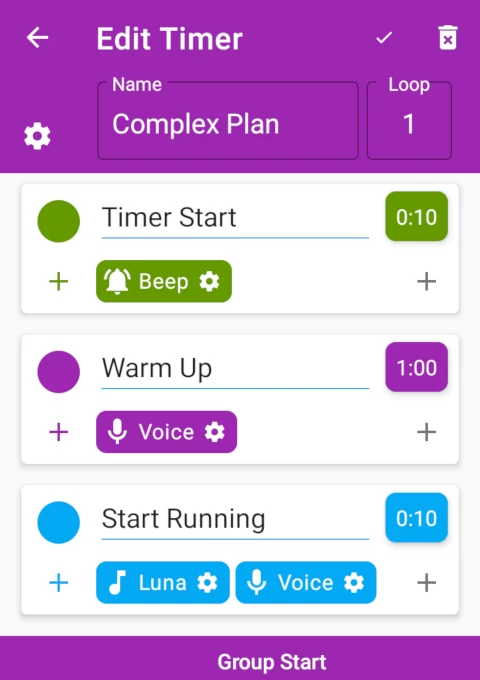 Edit Timer
Name
Loop
Complex Plan
1
Timer Start
0:10
Beep
Warm Up
1:00
Voice
Start Running
0:10
Luna
Voice
Group Start